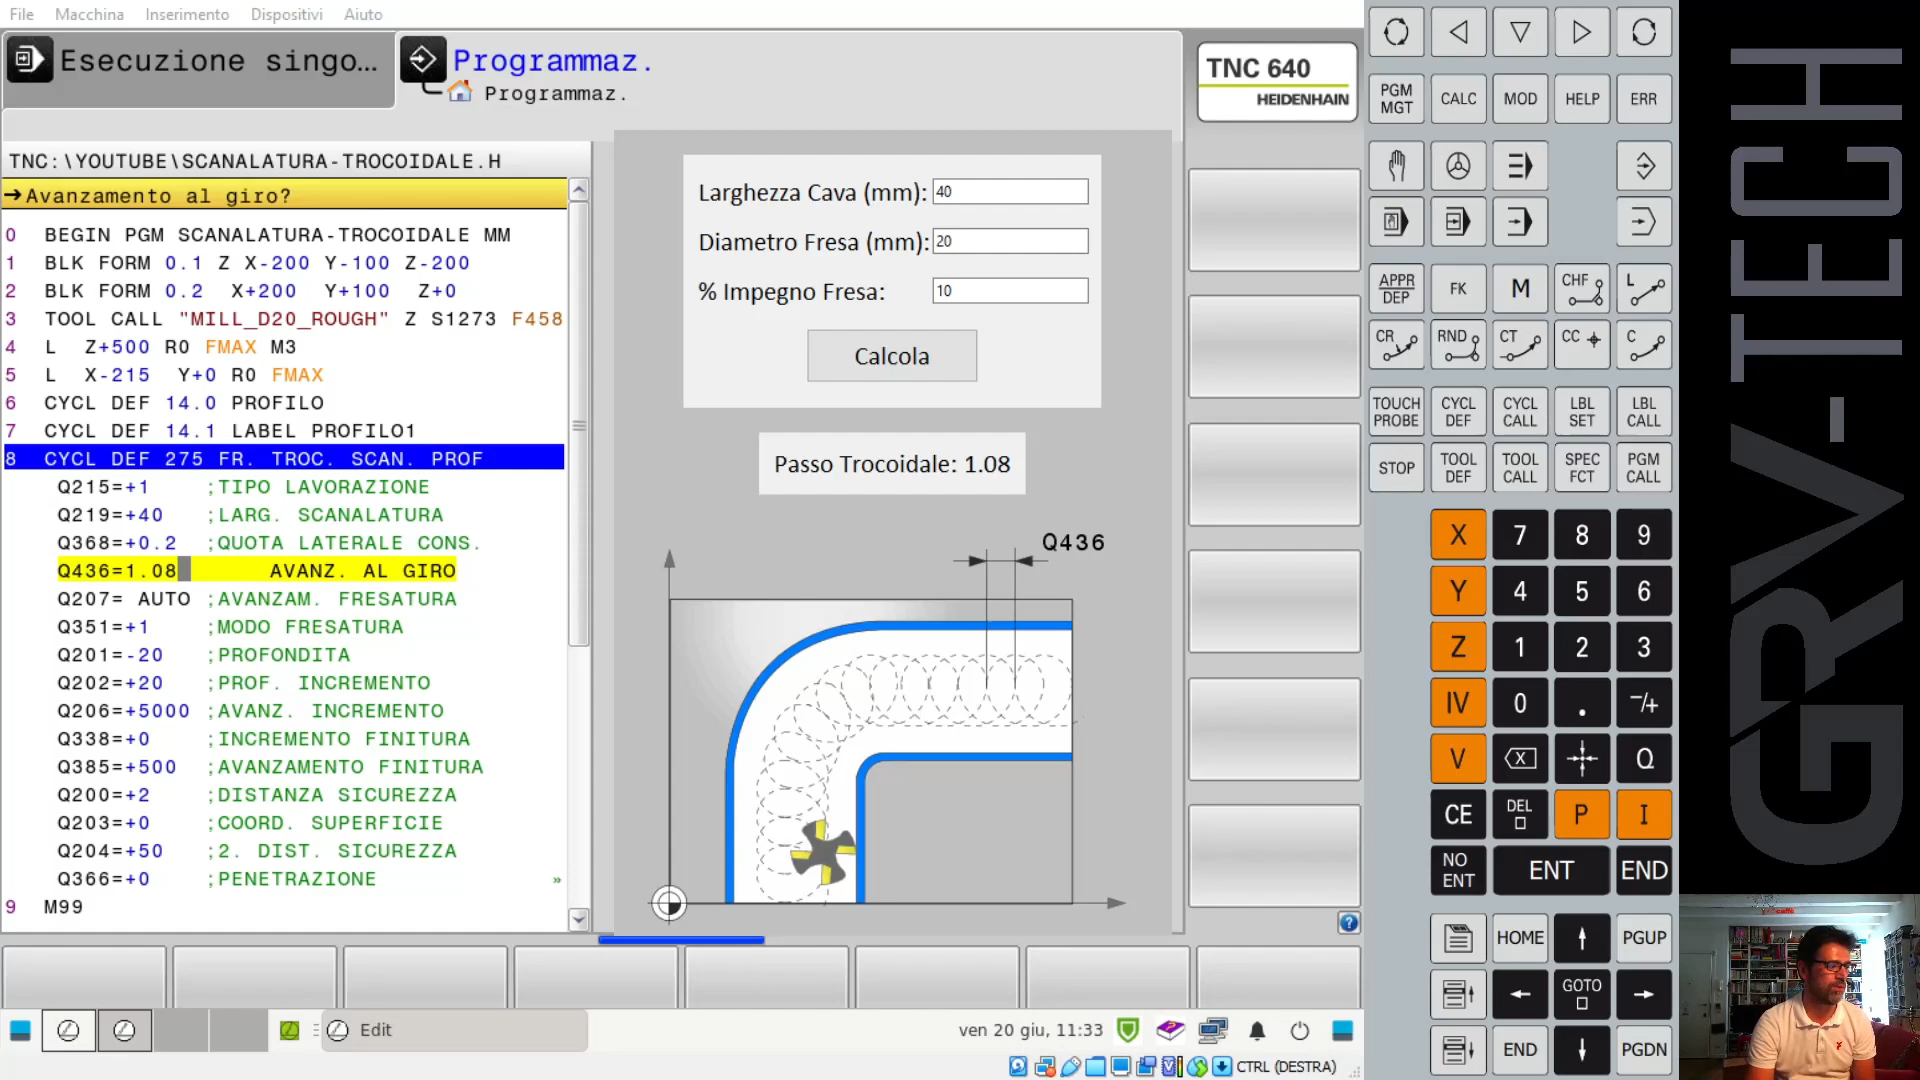 File Macchina Inserimento Dispositivi Aiuto
Esecuzione singo...
Programmaz.
Programmaz.
TNC 640
HEIDENHAIN
TNC:\YOUTUBE\SCANALATURA-TROCOIDALE.H
→Avanzamento al giro?
0 BEGIN PGM SCANALATURA-TROCOIDALE MM
1 BLK FORM 0.1 Z X-200 Y-100 Z-200
2 BLK FORM 0.2 X+200 Y+100 Z+0
3 TOOL CALL "MILL_D20_ROUGH" Z S1273 F458
4 L Z+500 R0 FMAX M3
5 L X-215 Y+0 R0 FMAX
6 CYCL DEF 14.0 PROFILO
7 CYCL DEF 14.1 LABEL PROFILO1
8 CYCL DEF 275 FR. TROC. SCAN. PROF
Q215=+1 ;TIPO LAVORAZIONE
Q219=+40 ;LARG. SCANALATURA
Q368=+0.2 ;QUOTA LATERALE CONS.
Q436=1.08 AVANZ. AL GIRO
Q207= AUTO ;AVANZAM. FRESATURA
Q351=+1 ;MODO FRESATURA
Q201=-20 ;PROFONDITA
Q202=+20 ;PROF. INCREMENTO
Q206=+5000 ;AVANZ. INCREMENTO
Q338=+0 ;INCREMENTO FINITURA
Q385=+500 ;AVANZAMENTO FINITURA
Q200=+2 ;DISTANZA SICUREZZA
Q203=+0 ;COORD. SUPERFICIE
Q204=+50 ;2. DIST. SICUREZZA
Q366=+0 ;PENETRAZIONE »
9 M99
Larghezza Cava (mm): 40
Diametro Fresa (mm): 20
% Impegno Fresa: 10
Calcola
Passo Trocoidale: 1.08
Q436
PGM MGT CALC MOD HELP ERR
APPR DEP FK M CHF L
CR RND CT CC C
TOUCH PROBE CYCL DEF CYCL CALL LBL SET LBL CALL
STOP TOOL DEF TOOL CALL SPEC FCT PGM CALL
X 7 8 9
Y 4 5 6
Z 1 2 3
IV 0 . -/+
V X Q
CE DEL P I
NO ENT ENT END
HOME PGUP
GOTO
END PGDN
GRV-TECH
Edit
ven 20 giu, 11:33
CTRL (DESTRA)